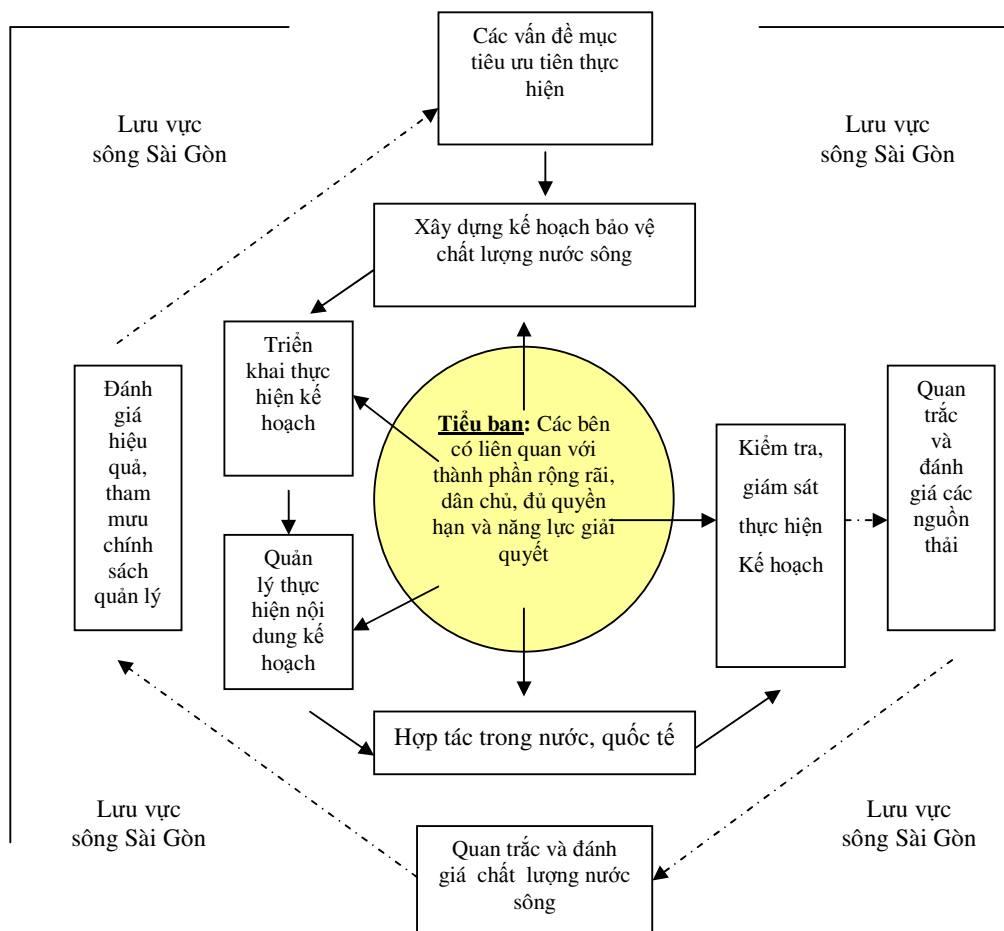 Các vấn đề mục
tiêu ưu tiên thực
hiện
Lưu vực
sông Sài Gòn
Lưu vực
sông Sài Gòn
Xây dựng kế hoạch bảo vệ
chất lượng nước sông
Triển
khai thực
hiện kế
hoạch
Đánh
giá
hiệu
quả,
tham
mưu
chính
sách
quản lý
Tiểu ban: Các bên
có liên quan với
thành phần rộng rãi,
dân chủ, đủ quyền
hạn và năng lực giải
quyết
Kiểm tra,
giám sát
thực hiện
Kế hoạch
Quan
trắc
và
đánh
giá các
nguồn
thải
Quản
lý thực
hiện nội
dung kế
hoạch
Hợp tác trong nước, quốc tế
Lưu vực
sông Sài Gòn
Lưu vực
sông Sài Gòn
Quan trắc và đánh
giá chất lượng nước
sông